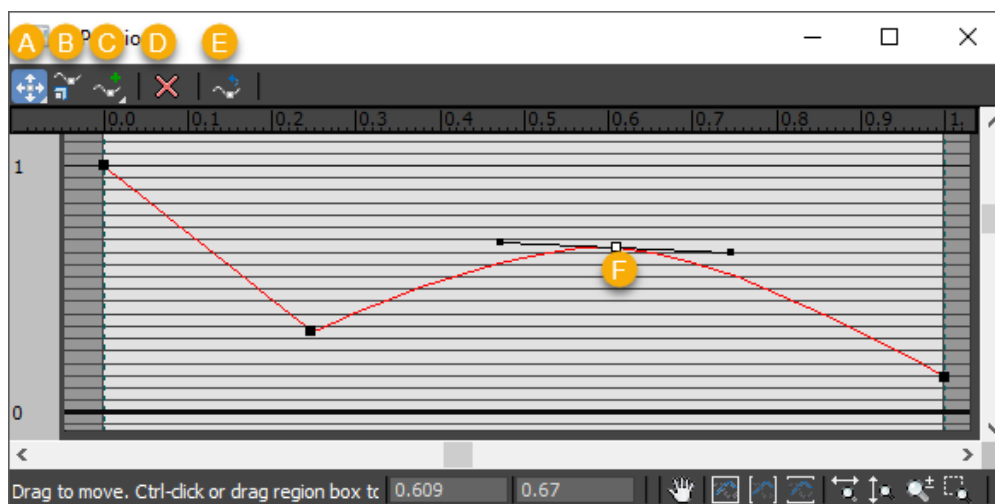 A B C D E
0.0 0.1 0.2 0.3 0.4 0.5 0.6 0.7 0.8 0.9 1.
1
F
0
Drag to move. Ctrl-click or drag region box tc 0.609 0.67